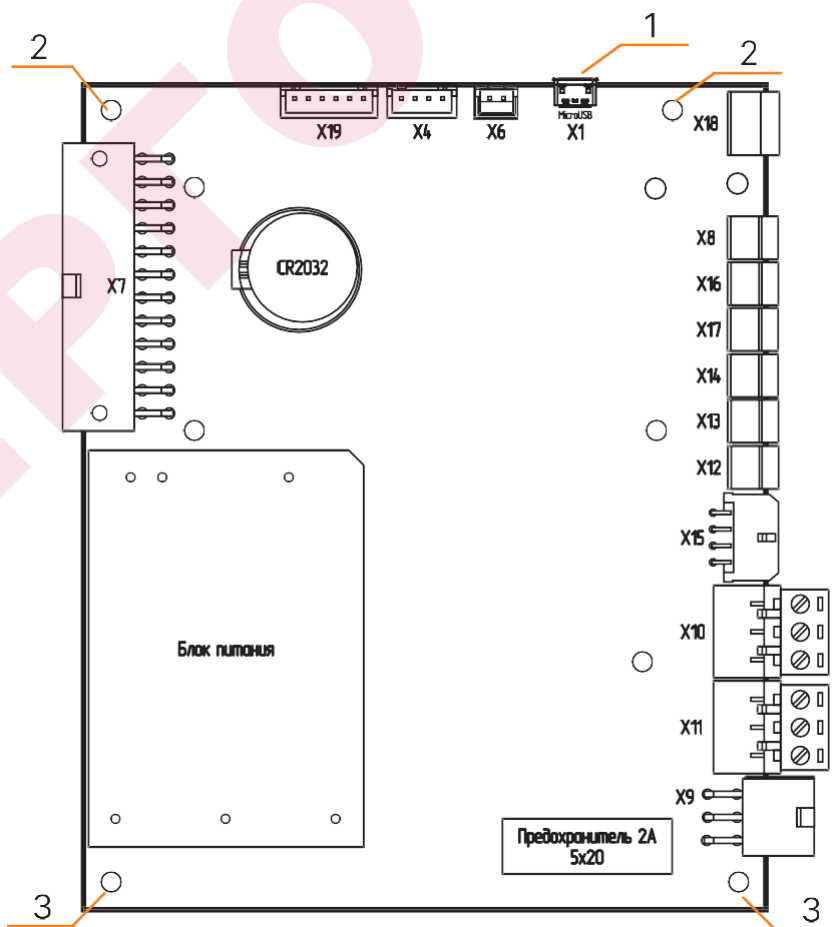 1
2
2
MicroUSB
X19
X4
X6
X1
X18
X8
CR2032
X7
X16
X17
X14
X13
X12
X15
X10
Блок питания
X11
X9
Предохранитель 2А
5x20
3
3